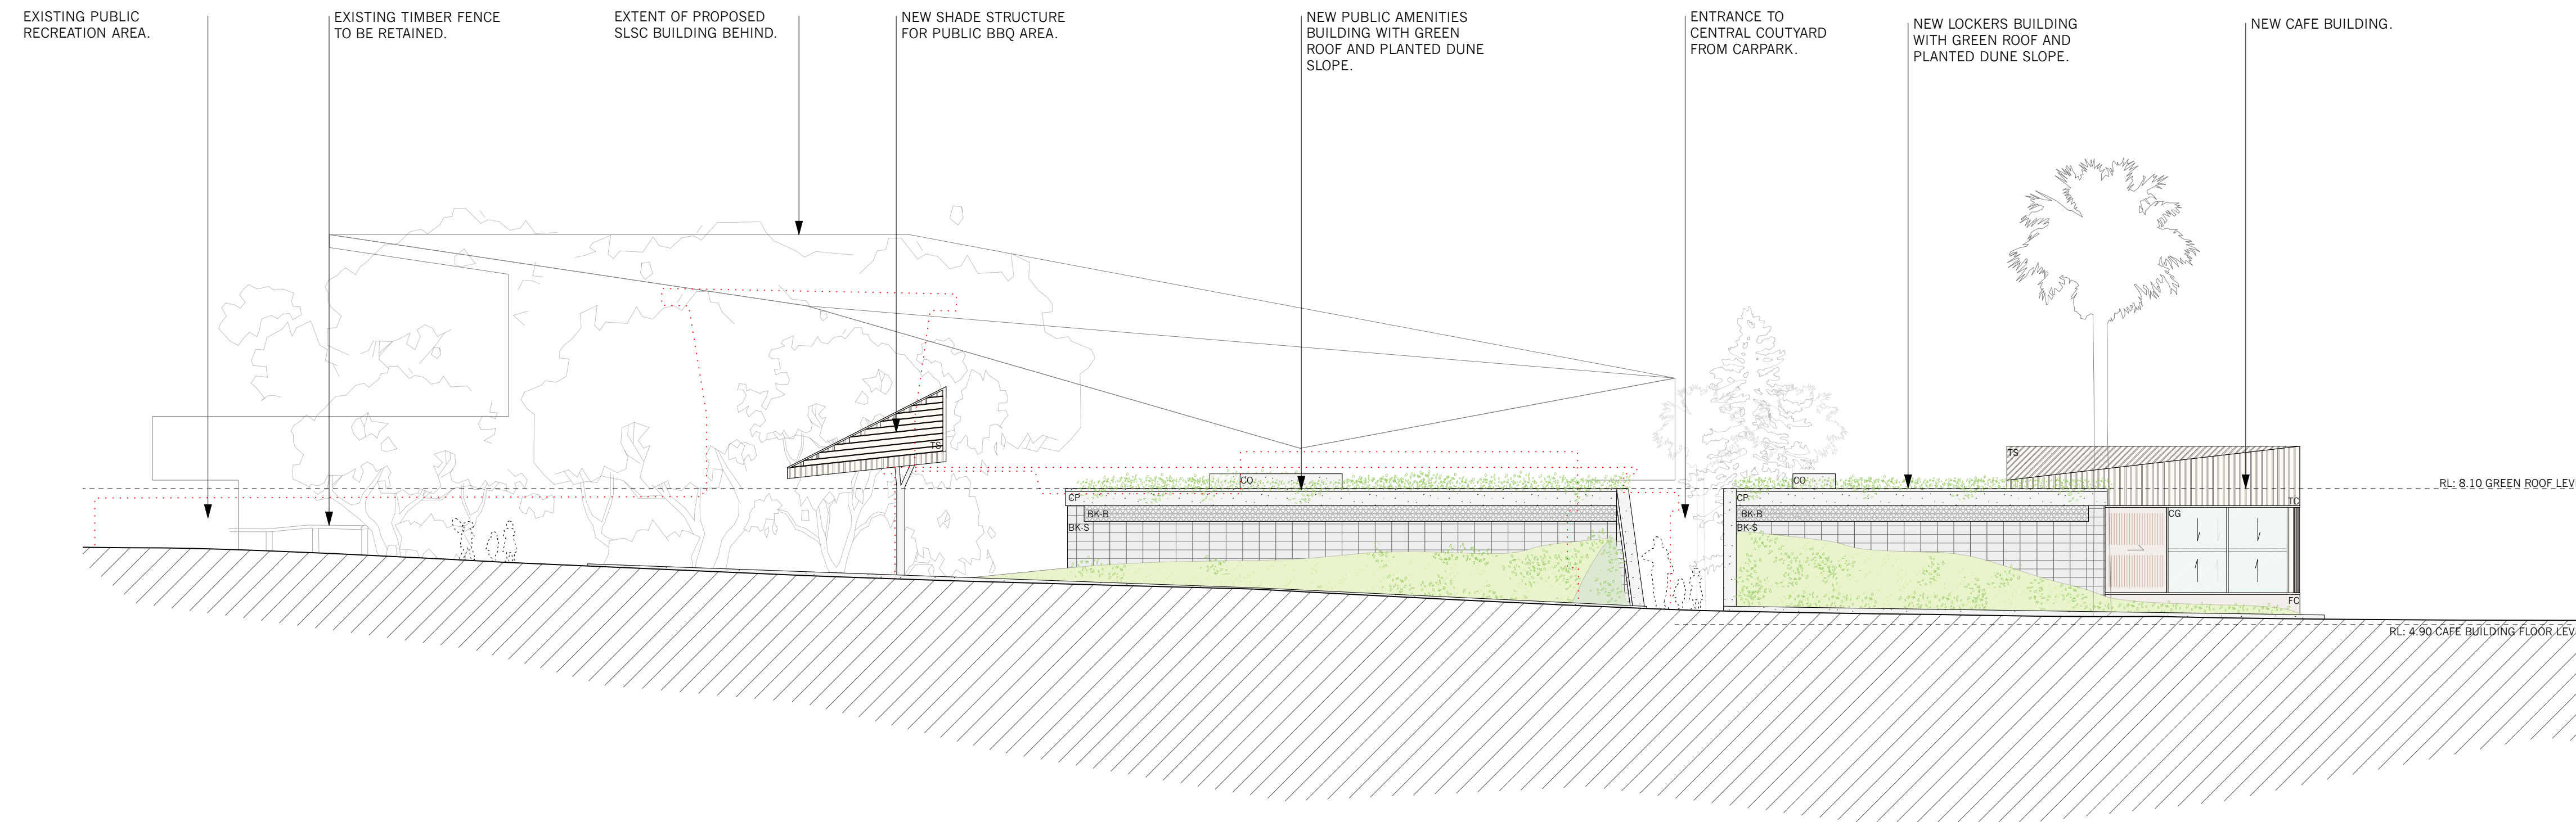 EXISTING PUBLIC
RECREATION AREA.
EXISTING TIMBER FENCE
TO BE RETAINED.
EXTENT OF PROPOSED
SLSC BUILDING BEHIND.
NEW SHADE STRUCTURE
FOR PUBLIC BBQ AREA.
NEW PUBLIC AMENITIES
BUILDING WITH GREEN
ROOF AND PLANTED DUNE
SLOPE.
ENTRANCE TO
CENTRAL COUTYARD
FROM CARPARK.
NEW LOCKERS BUILDING
WITH GREEN ROOF AND
PLANTED DUNE SLOPE.
NEW CAFE BUILDING.
TS
TS
CO
CO
RL: 8.10 GREEN ROOF LEV
CP
CP
TC
BK-B
BK-B
CG
BK-S
BK-S
FC
RL: 4.90 CAFE BUILDING FLOOR LEV